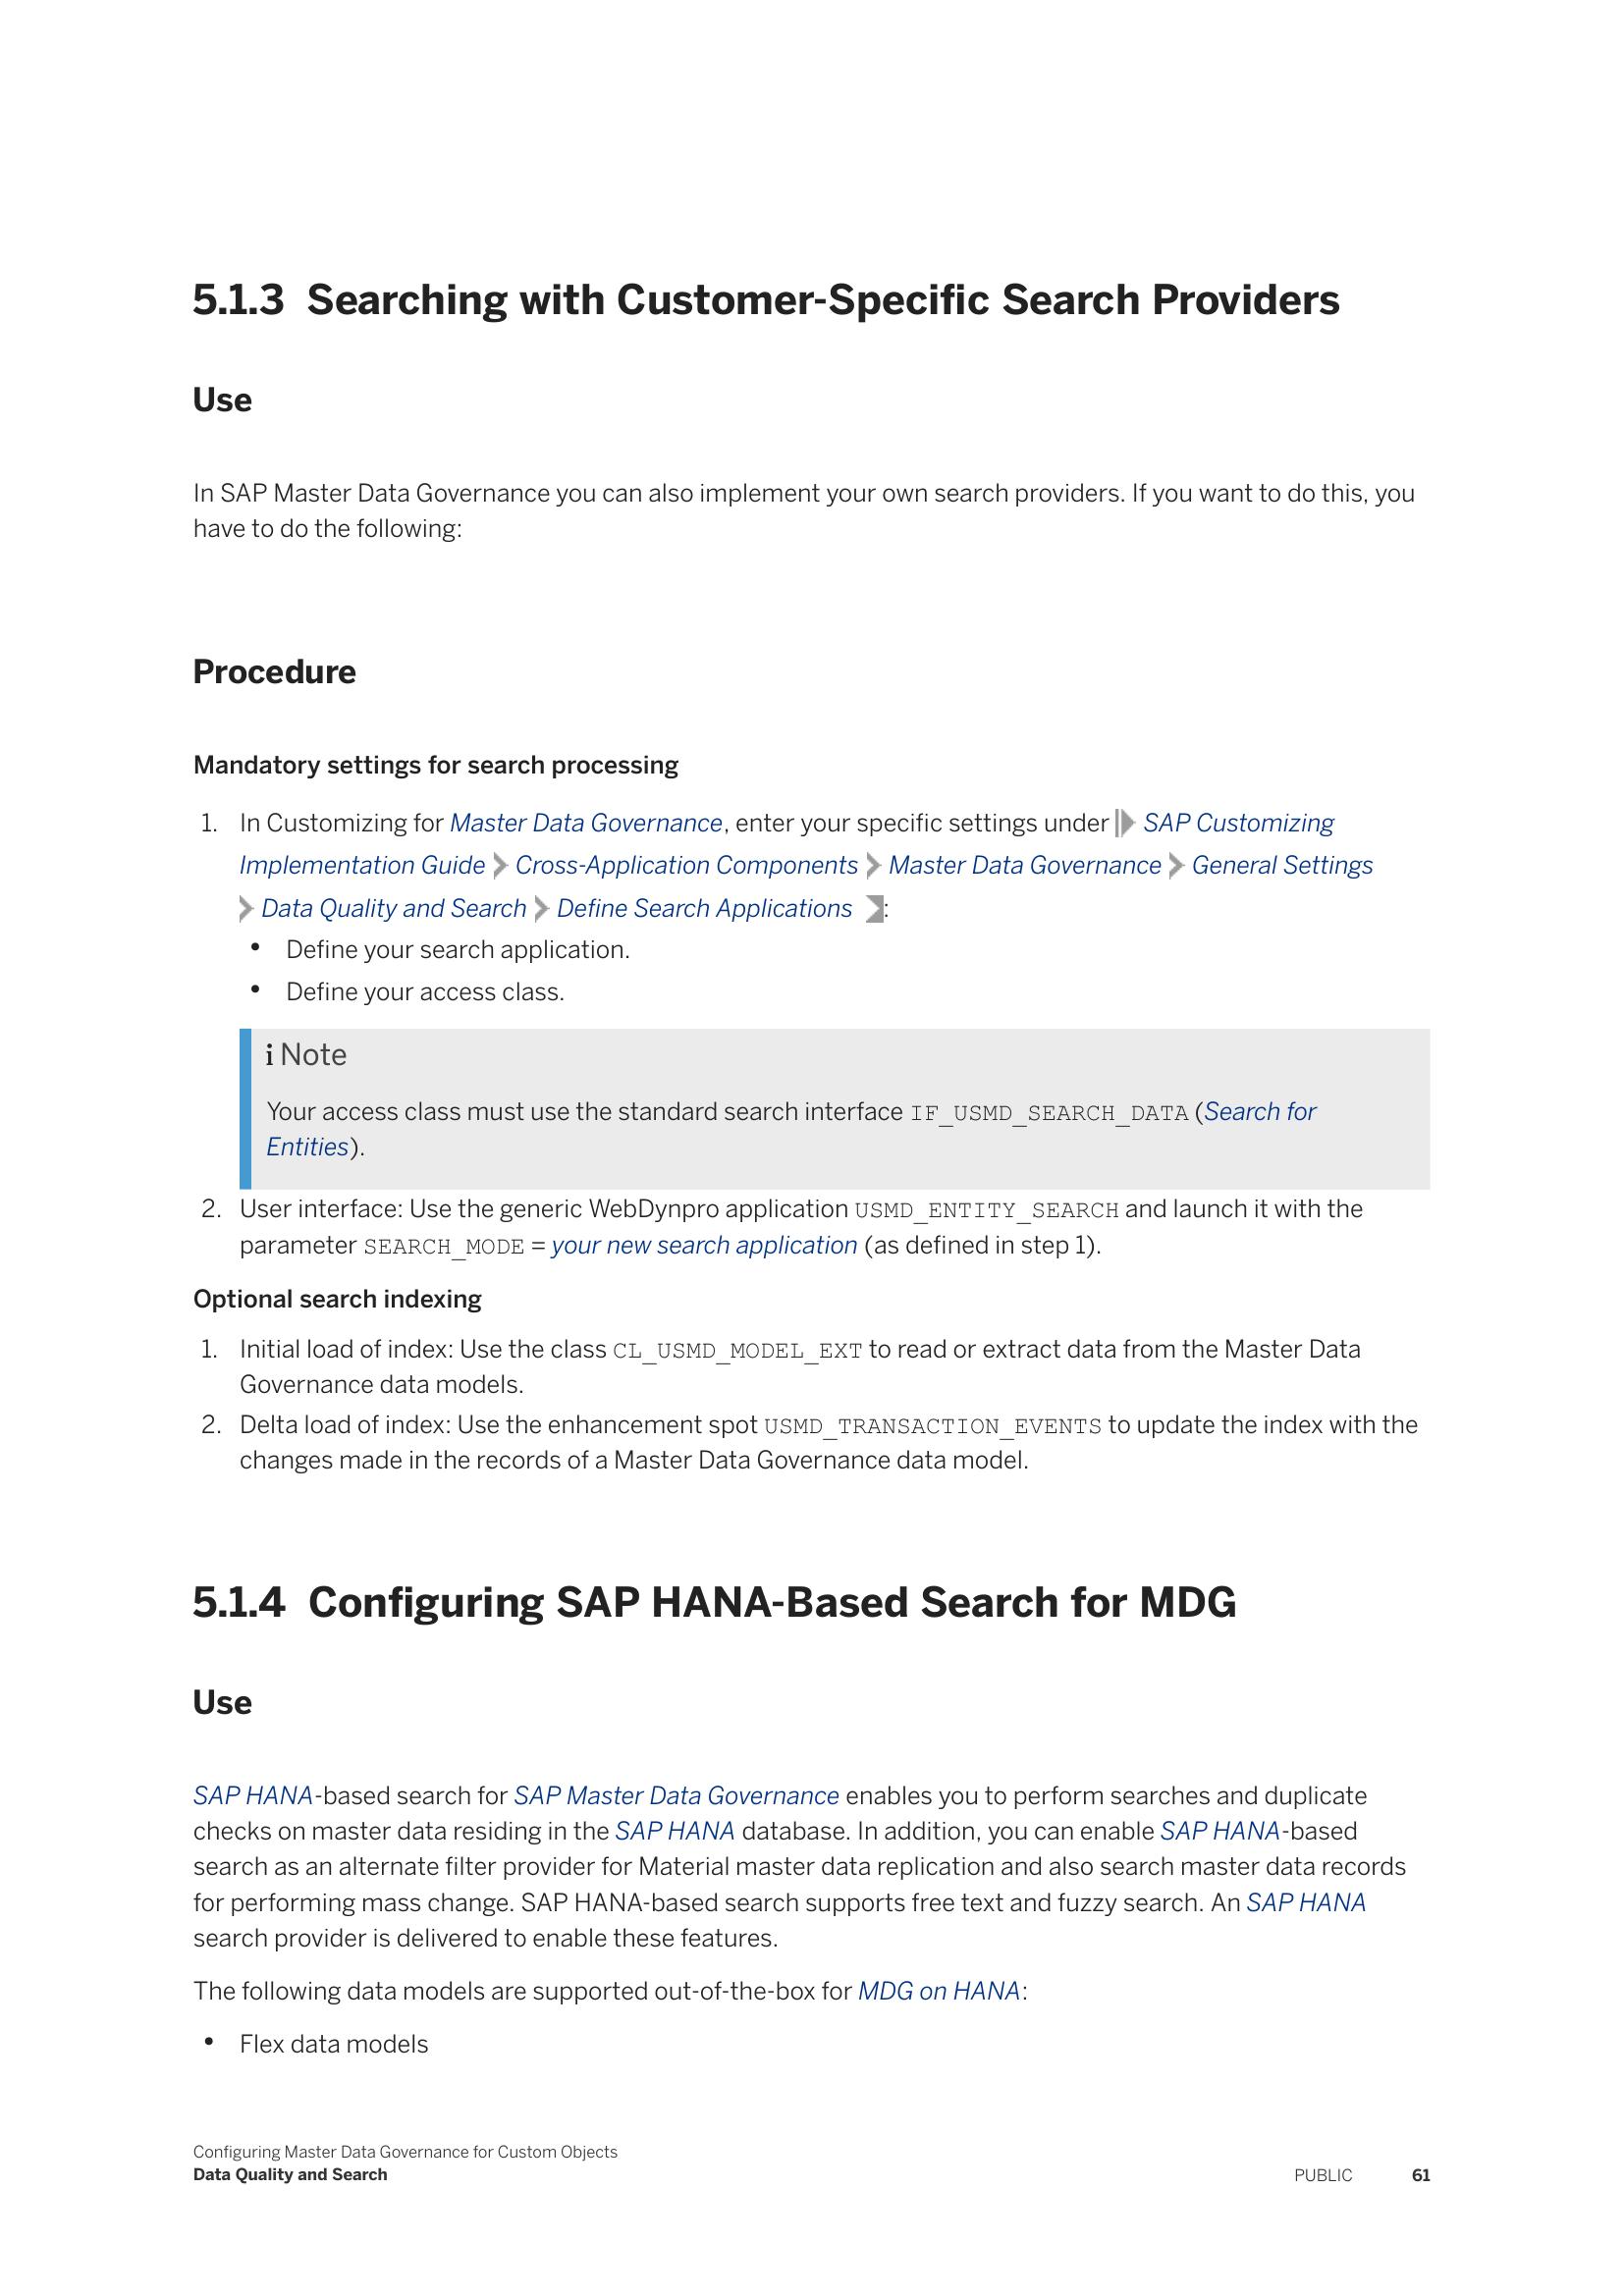 5.1.3 Searching with Customer-Specific Search Providers
Use
In SAP Master Data Governance you can also implement your own search providers. If you want to do this, you
have to do the following:
Procedure
Mandatory settings for search processing
1. In Customizing for Master Data Governance, enter your specific settings under SAP Customizing
Implementation Guide Cross-Application Components Master Data Governance General Settings
Data Quality and Search Define Search Applications :
• Define your search application.
• Define your access class.
i Note
Your access class must use the standard search interface IF_USMD_SEARCH_DATA (Search for
Entities).
2. User interface: Use the generic WebDynpro application USMD_ENTITY_SEARCH and launch it with the
parameter SEARCH_MODE = your new search application (as defined in step 1).
Optional search indexing
1. Initial load of index: Use the class CL_USMD_MODEL_EXT to read or extract data from the Master Data
Governance data models.
2. Delta load of index: Use the enhancement spot USMD_TRANSACTION_EVENTS to update the index with the
changes made in the records of a Master Data Governance data model.
5.1.4 Configuring SAP HANA-Based Search for MDG
Use
SAP HANA-based search for SAP Master Data Governance enables you to perform searches and duplicate
checks on master data residing in the SAP HANA database. In addition, you can enable SAP HANA-based
search as an alternate filter provider for Material master data replication and also search master data records
for performing mass change. SAP HANA-based search supports free text and fuzzy search. An SAP HANA
search provider is delivered to enable these features.
The following data models are supported out-of-the-box for MDG on HANA:
• Flex data models
Configuring Master Data Governance for Custom Objects
Data Quality and Search
PUBLIC 61